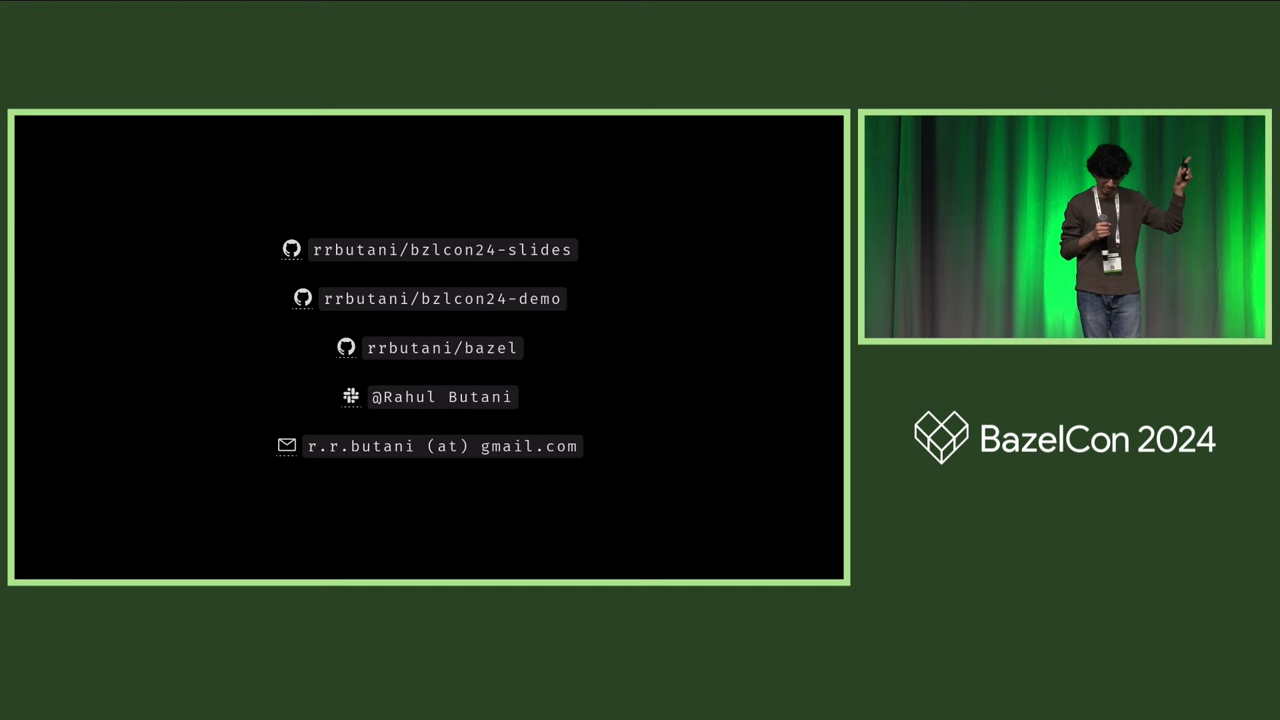 rrbutani/bzlcon24-slides
rrbutani/bzlcon24-demo
rrbutani/bazel
@Rahul Butani
r.r.butani (at) gmail.com
BazelCon 2024